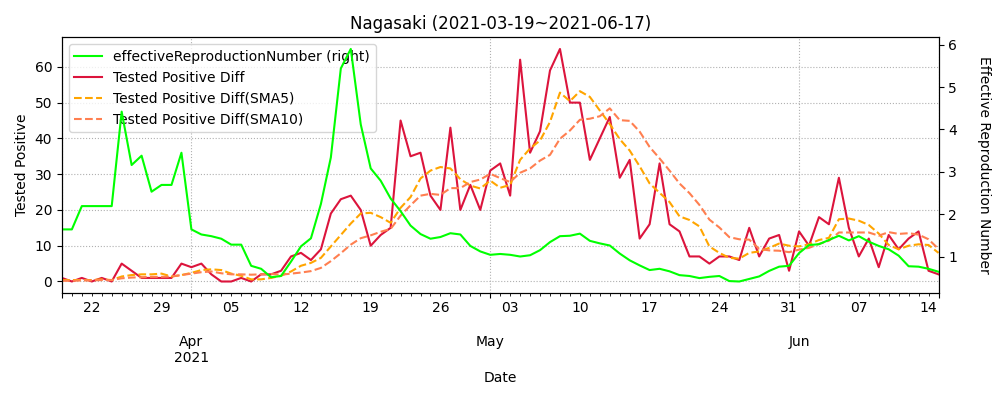 Nagasaki (2021-03-19~2021-06-17)
effectiveReproductionNumber (right)
Tested Positive Diff
Tested Positive Diff(SMA5)
Tested Positive Diff(SMA10)
Tested Positive
60
50
40
30
20
10
0
6
5
4
3
2
1
Effective Reproduction Number
22 29 05 12 19 26 03 10 17 24 31 07 14
Apr May Jun
2021
Date